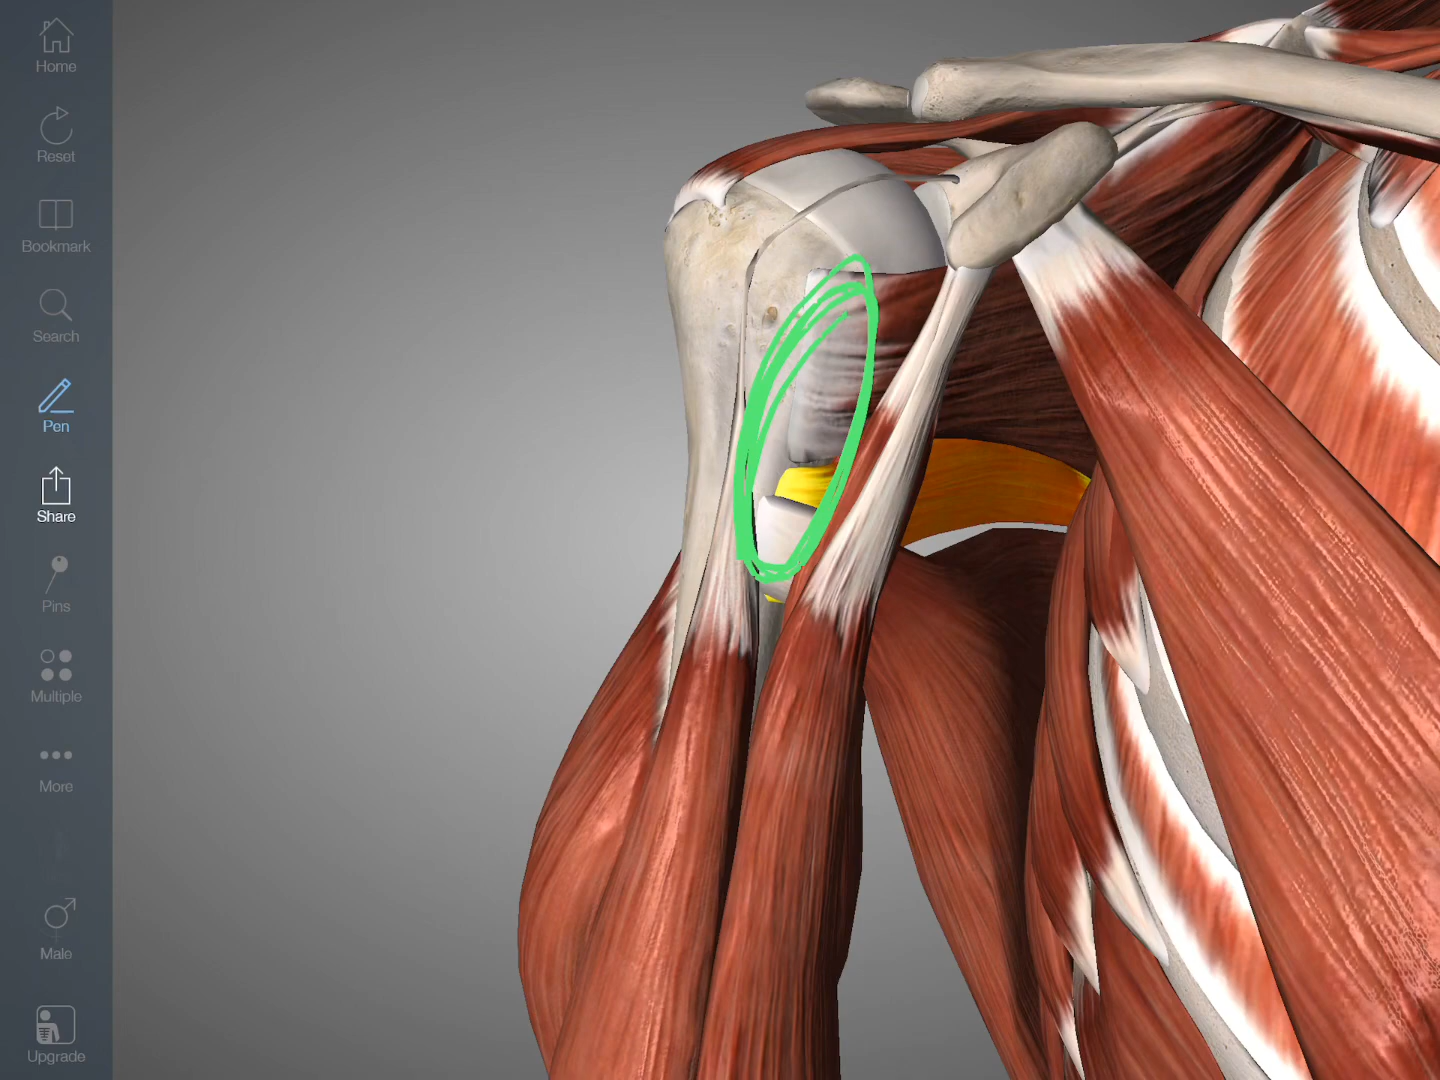 Home
Reset
Bookmark
Search
Pen
Share
Pins
Multiple
More
Male
Upgrade